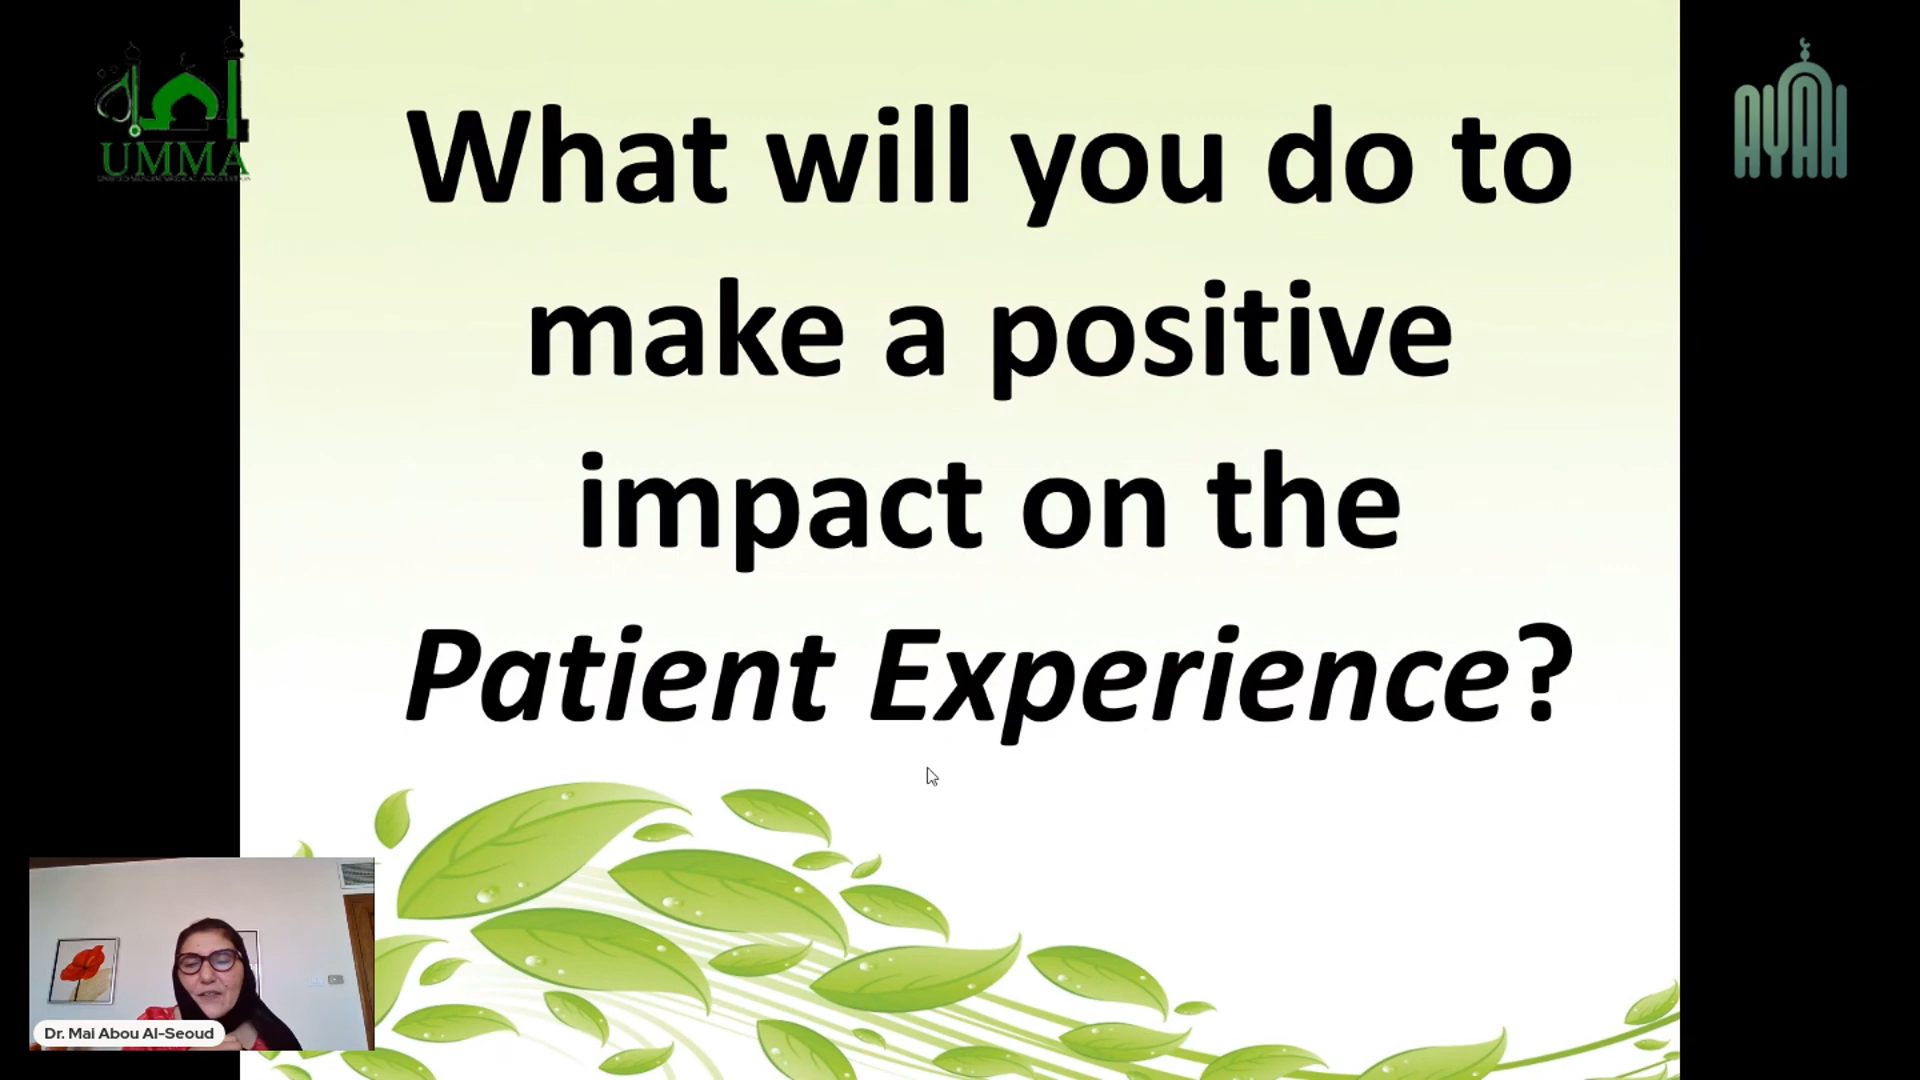 UMMA
AYAH
What will you do to
make a positive
impact on the
Patient Experience?
Dr. Mai Abou Al-Seoud